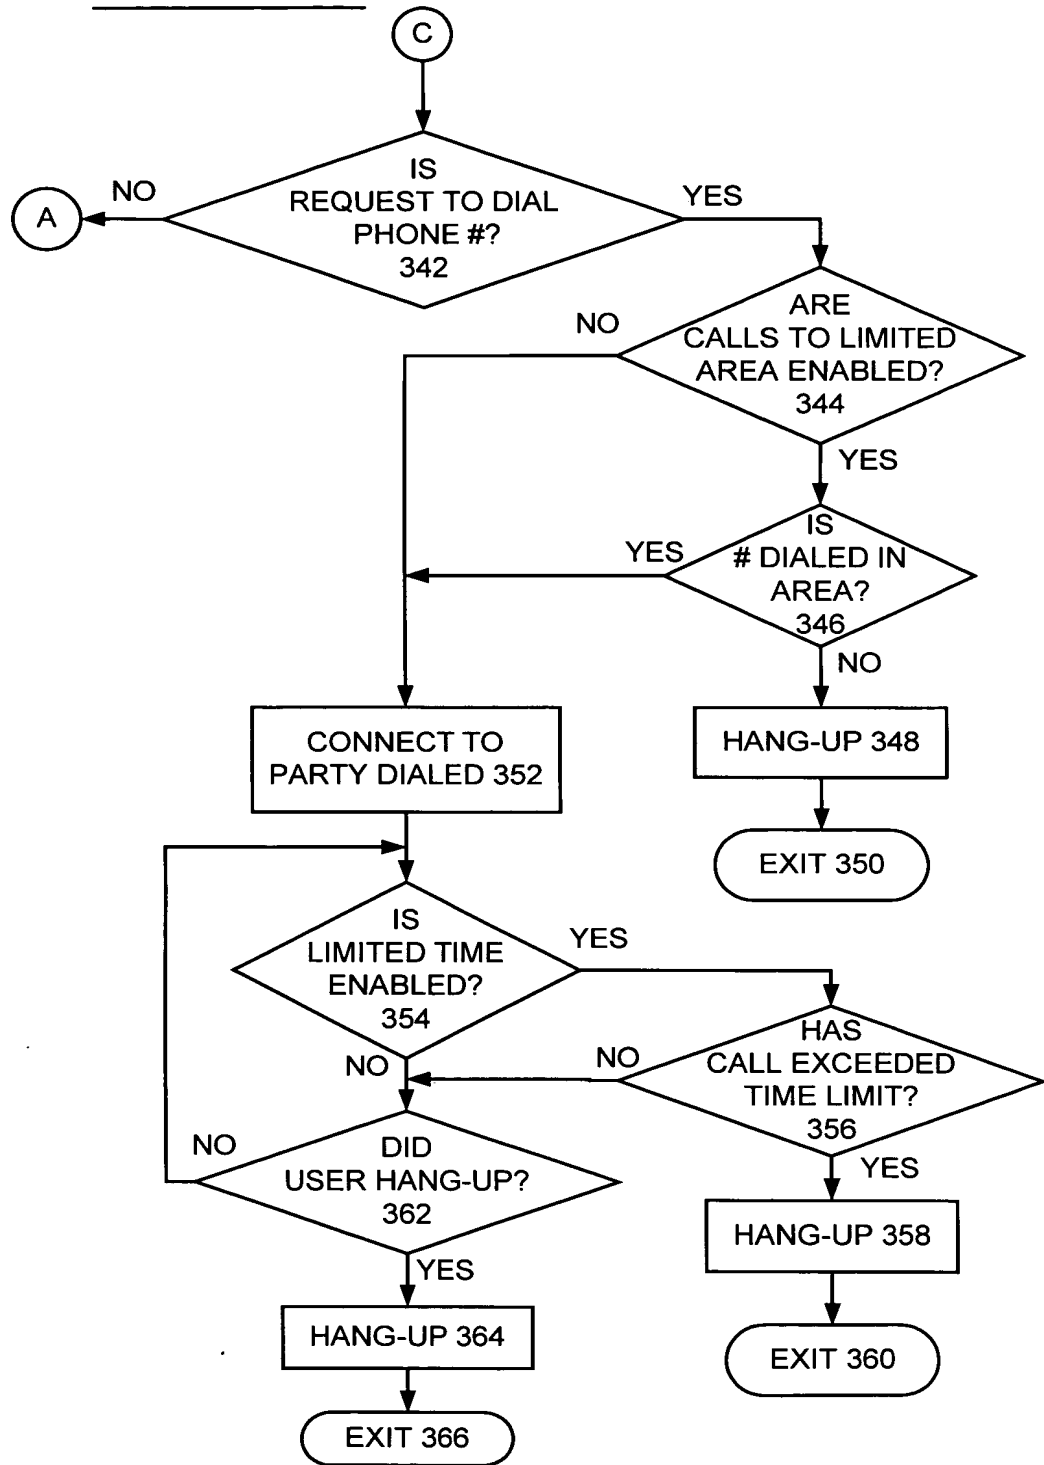 C
IS
REQUEST TO DIAL
PHONE #?
342
NO
YES
A
ARE
CALLS TO LIMITED
AREA ENABLED?
344
NO
YES
IS
# DIALED IN
AREA?
346
YES
NO
HANG-UP 348
CONNECT TO
PARTY DIALED 352
EXIT 350
IS
LIMITED TIME
ENABLED?
354
YES
NO
HAS
CALL EXCEEDED
TIME LIMIT?
356
NO
YES
DID
USER HANG-UP?
362
NO
YES
HANG-UP 358
HANG-UP 364
EXIT 360
EXIT 366